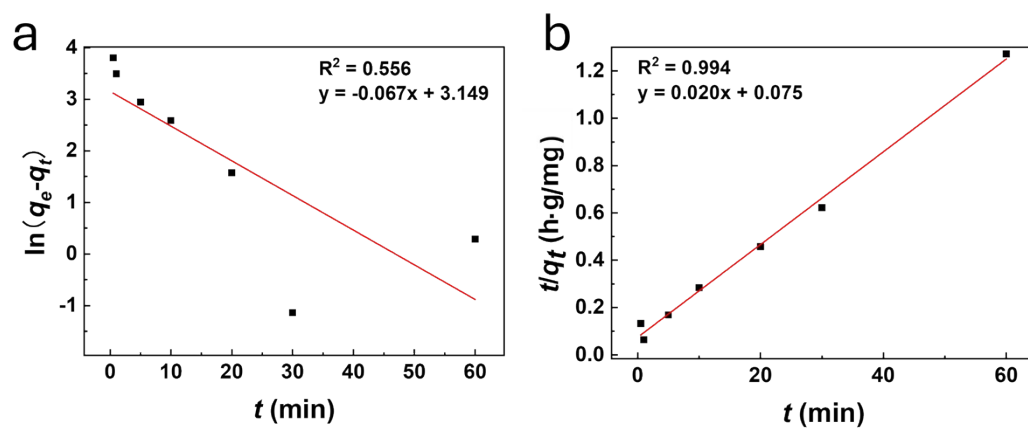 a
R² = 0.556
y = -0.067x + 3.149
4
3
2
1
0
-1
ln(qe-qt)
0
10
20
30
40
50
60
t (min)
b
R² = 0.994
y = 0.020x + 0.075
1.2
1.0
0.8
0.6
0.4
0.2
0.0
t/qt (h·g/mg)
0
20
40
60
t (min)